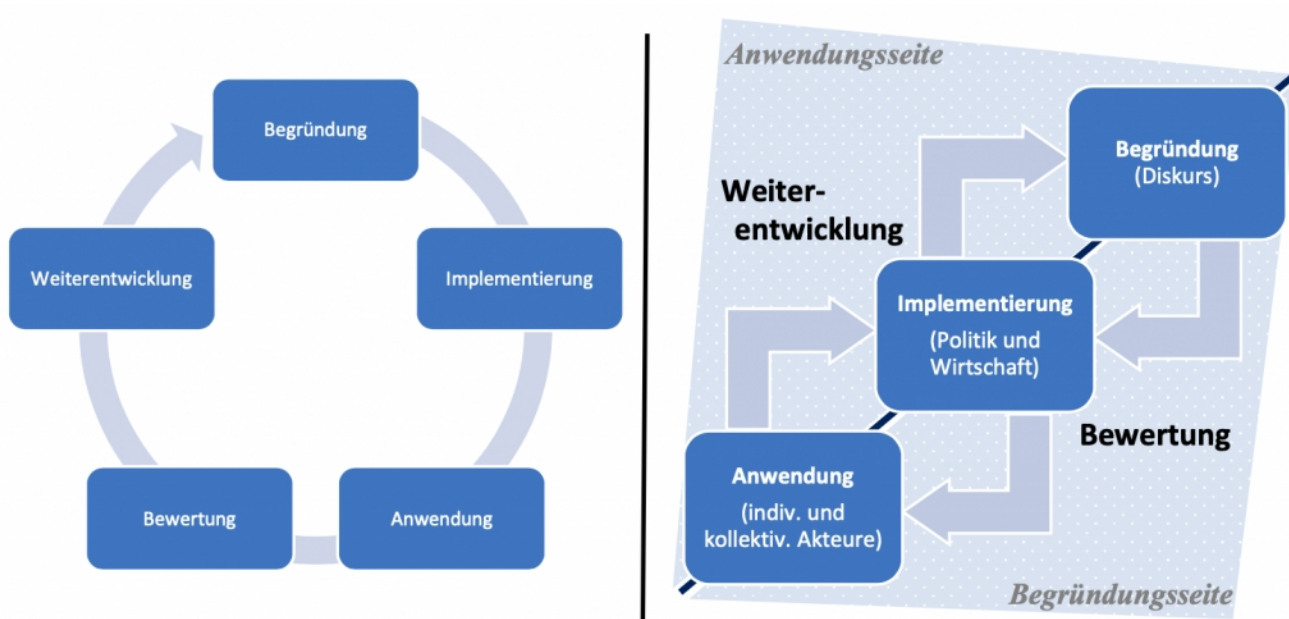 Begründung
Implementierung
Anwendung
Bewertung
Weiterentwicklung
Anwendungsseite
Begründung
(Diskurs)
Weiter-
entwicklung
Implementierung
(Politik und
Wirtschaft)
Bewertung
Anwendung
(indiv. und
kollektiv. Akteure)
Begründungsseite